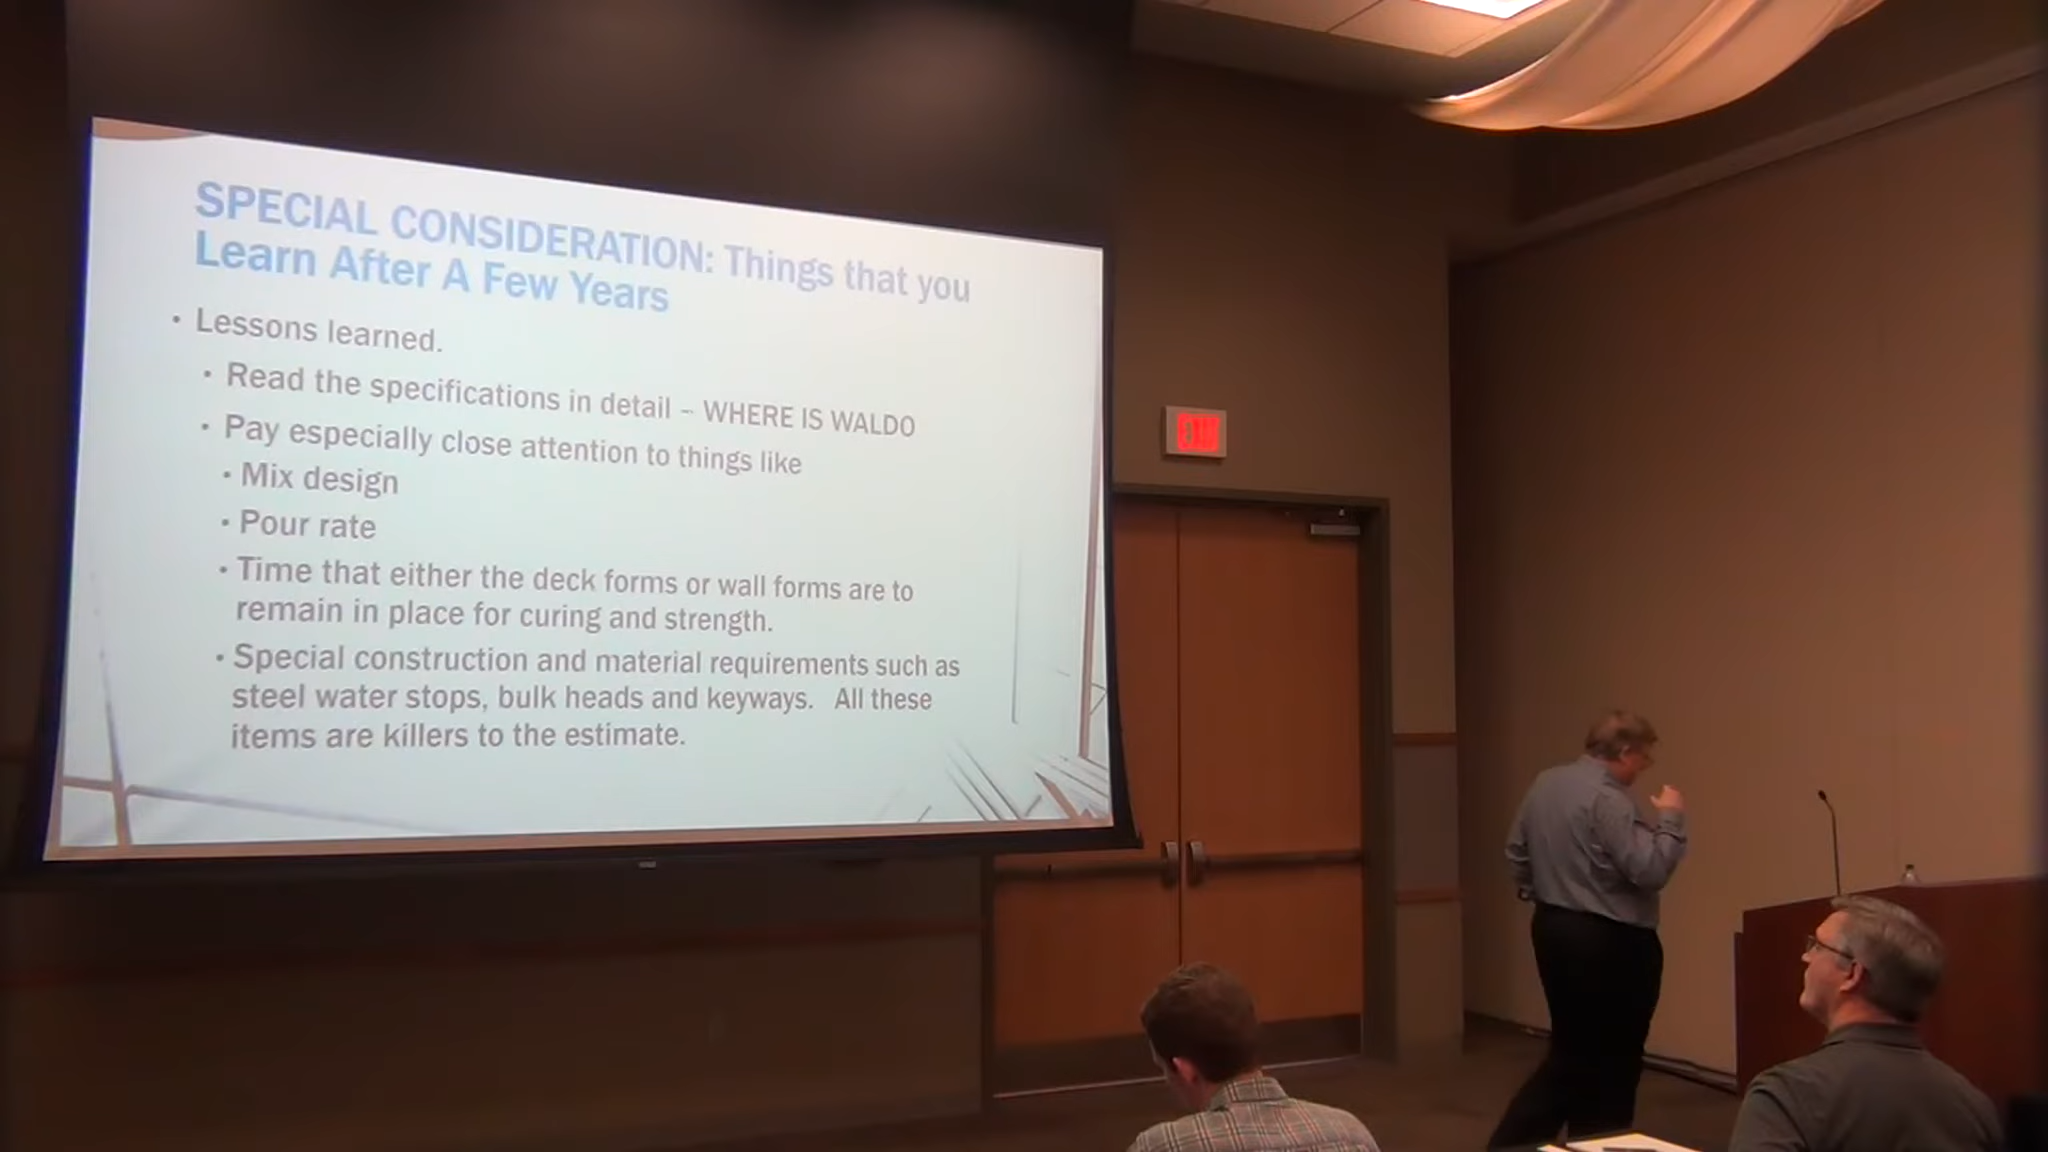 SPECIAL CONSIDERATION: Things that you
Learn After A Few Years
• Lessons learned.
• Read the specifications in detail – WHERE IS WALDO
• Pay especially close attention to things like
• Mix design
• Pour rate
• Time that either the deck forms or wall forms are to
remain in place for curing and strength.
• Special construction and material requirements such as
steel water stops, bulk heads and keyways. All these
items are killers to the estimate.